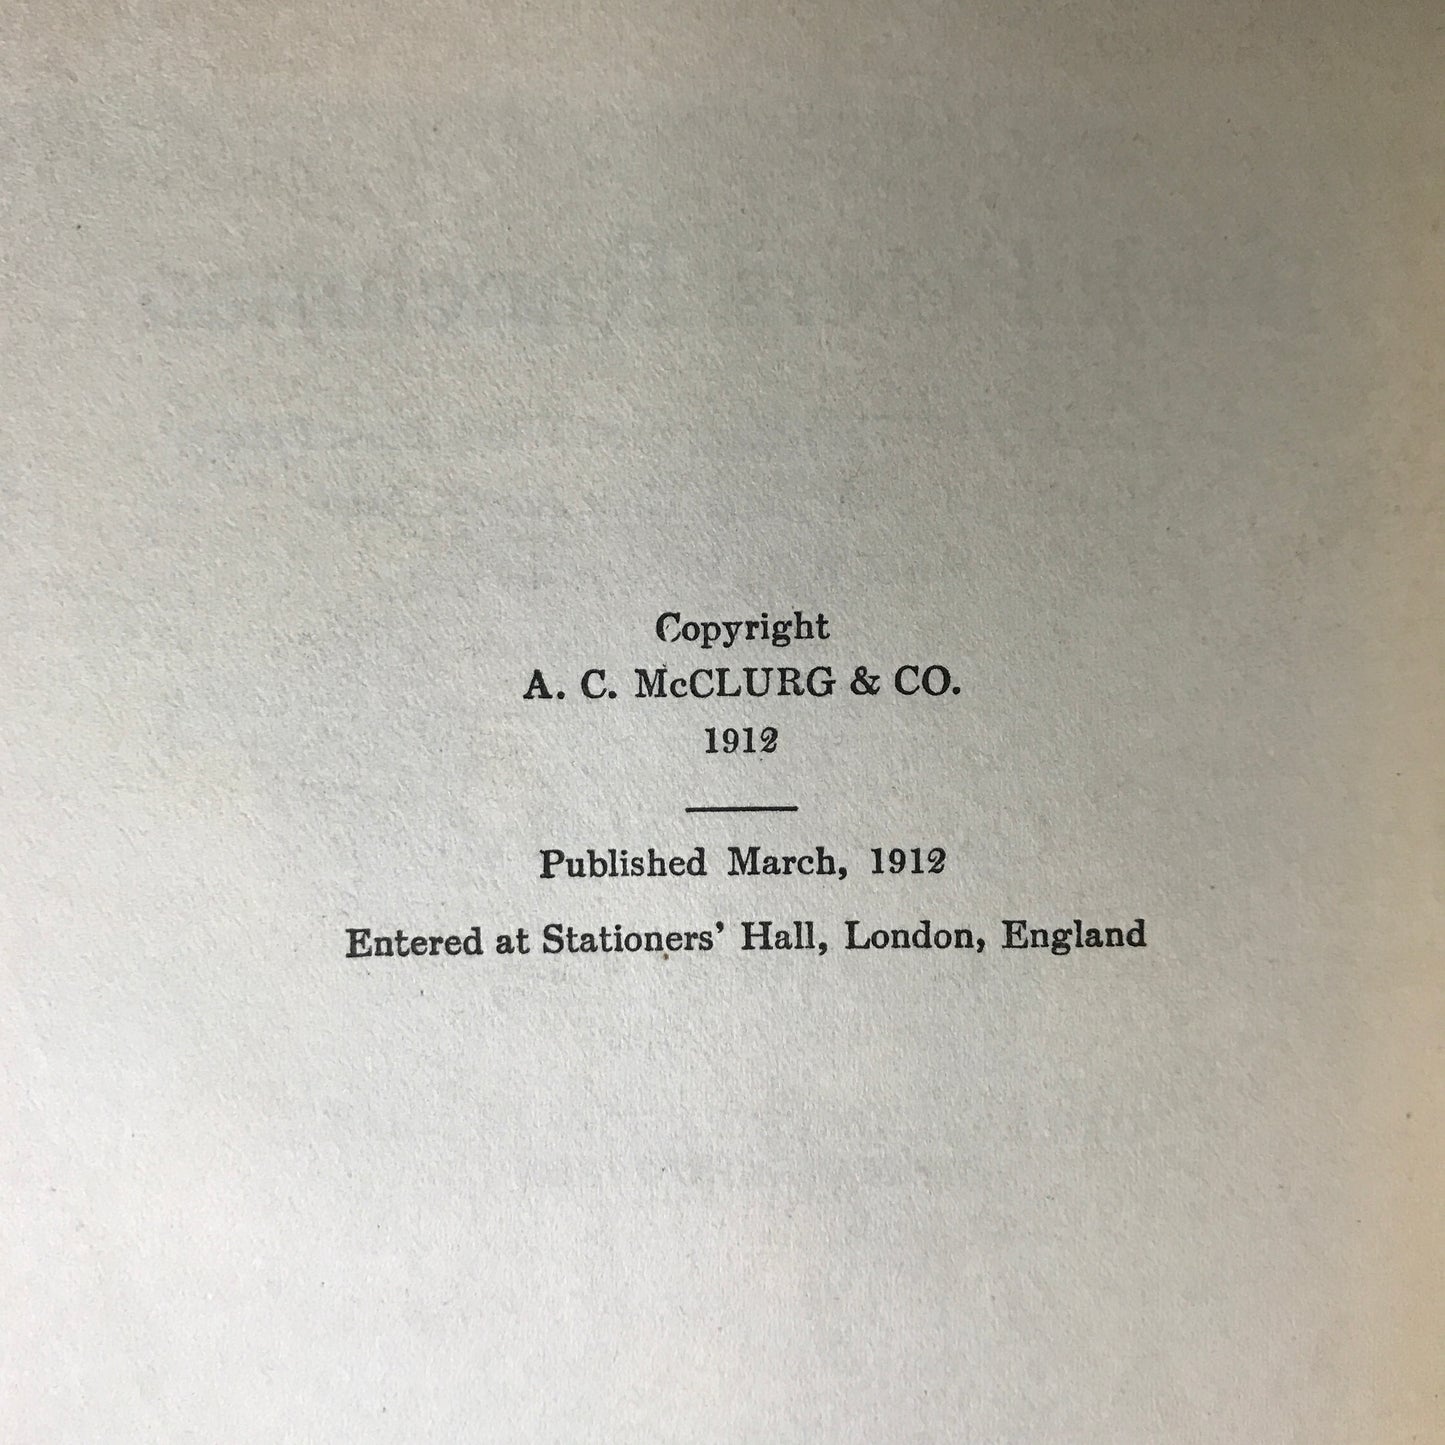 Copyright
A. C. McCLURG & CO.
1912
Published March, 1912
Entered at Stationers' Hall, London, England